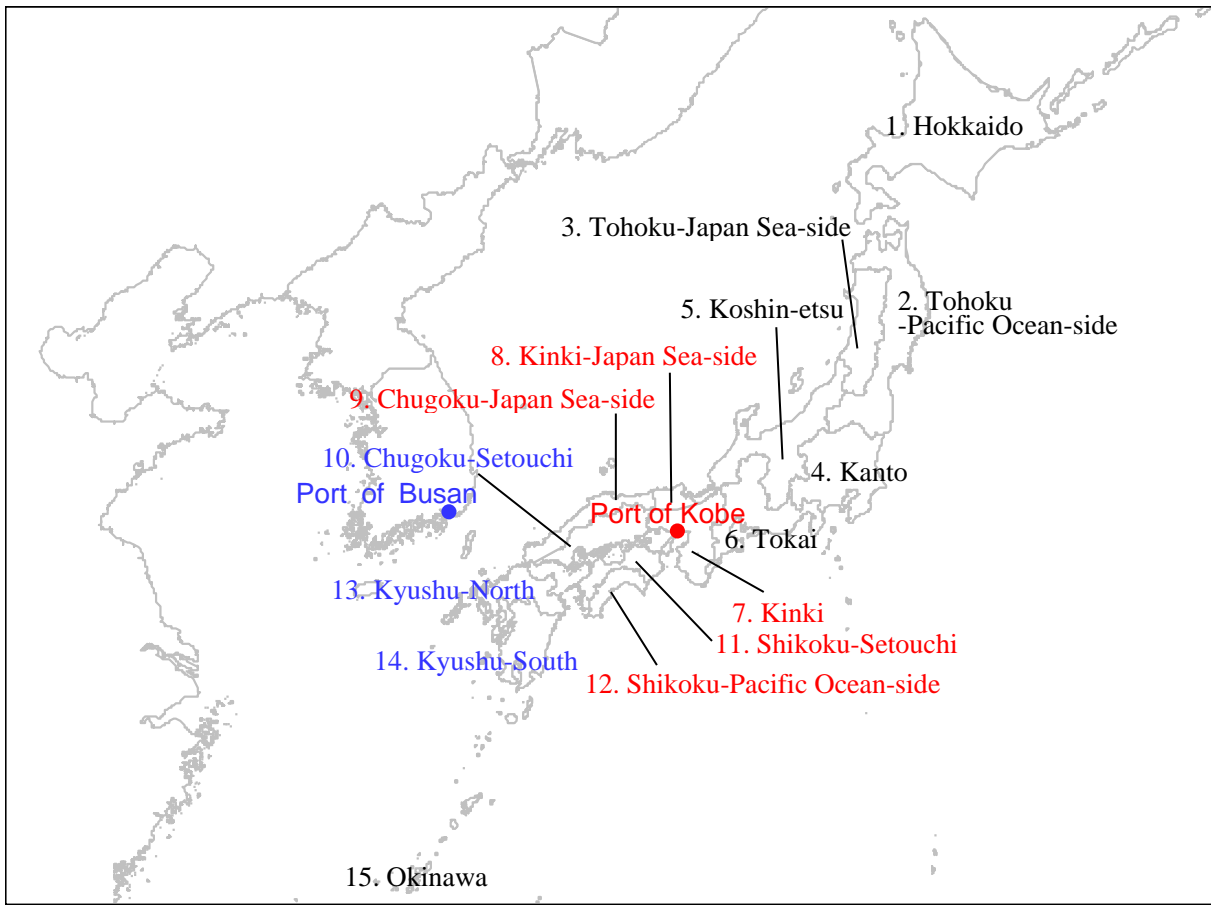 1. Hokkaido
3. Tohoku-Japan Sea-side
2. Tohoku
-Pacific Ocean-side
5. Koshin-etsu
8. Kinki-Japan Sea-side
9. Chugoku-Japan Sea-side
10. Chugoku-Setouchi
4. Kanto
Port of Busan
Port of Kobe
6. Tokai
13. Kyushu-North
7. Kinki
11. Shikoku-Setouchi
14. Kyushu-South
12. Shikoku-Pacific Ocean-side
15. Okinawa